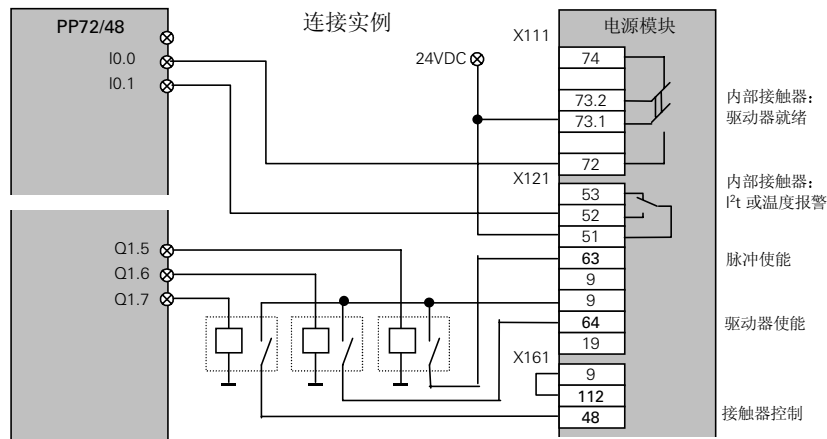 连接实例
PP72/48
I0.0
I0.1
Q1.5
Q1.6
Q1.7
24VDC
电源模块
X111
74
73.2
73.1
72
X121
53
52
51
63
9
9
64
19
X161
9
112
48
内部接触器:
驱动器就绪
内部接触器:
I²t 或温度报警
脉冲使能
驱动器使能
接触器控制